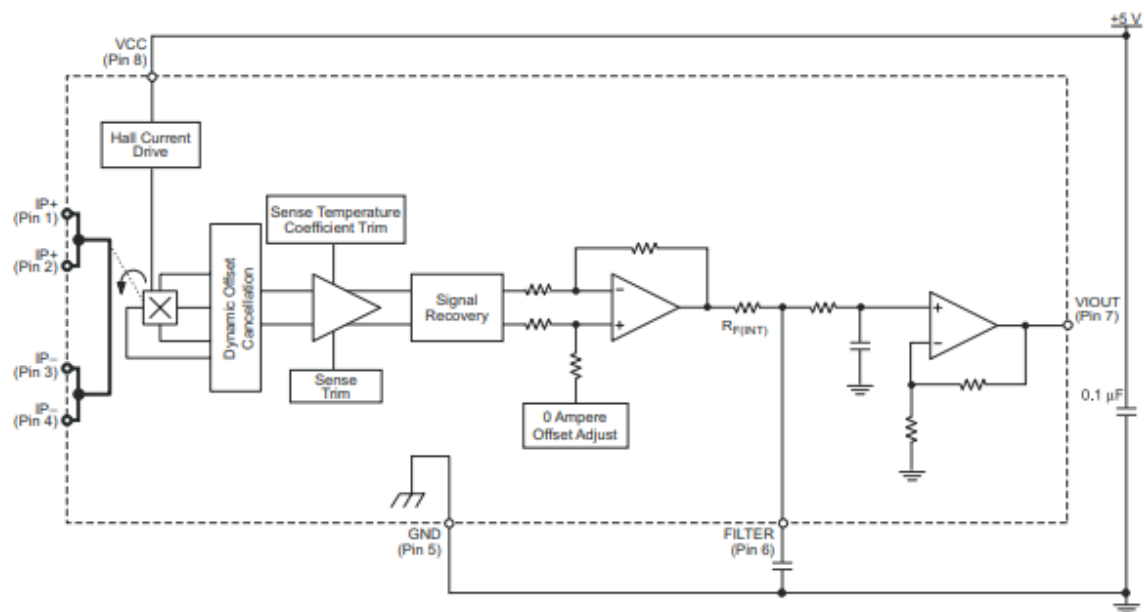 +5 V
VCC
(Pin 8)
Hall Current
Drive
IP+
(Pin 1)
IP+
(Pin 2)
IP−
(Pin 3)
IP−
(Pin 4)
Dynamic Offset
Cancellation
Sense Temperature
Coefficient Trim
Sense
Trim
Signal
Recovery
0 Ampere
Offset Adjust
−
+
RF(INT)
+
−
VIOUT
(Pin 7)
0.1 µF
GND
(Pin 5)
FILTER
(Pin 6)